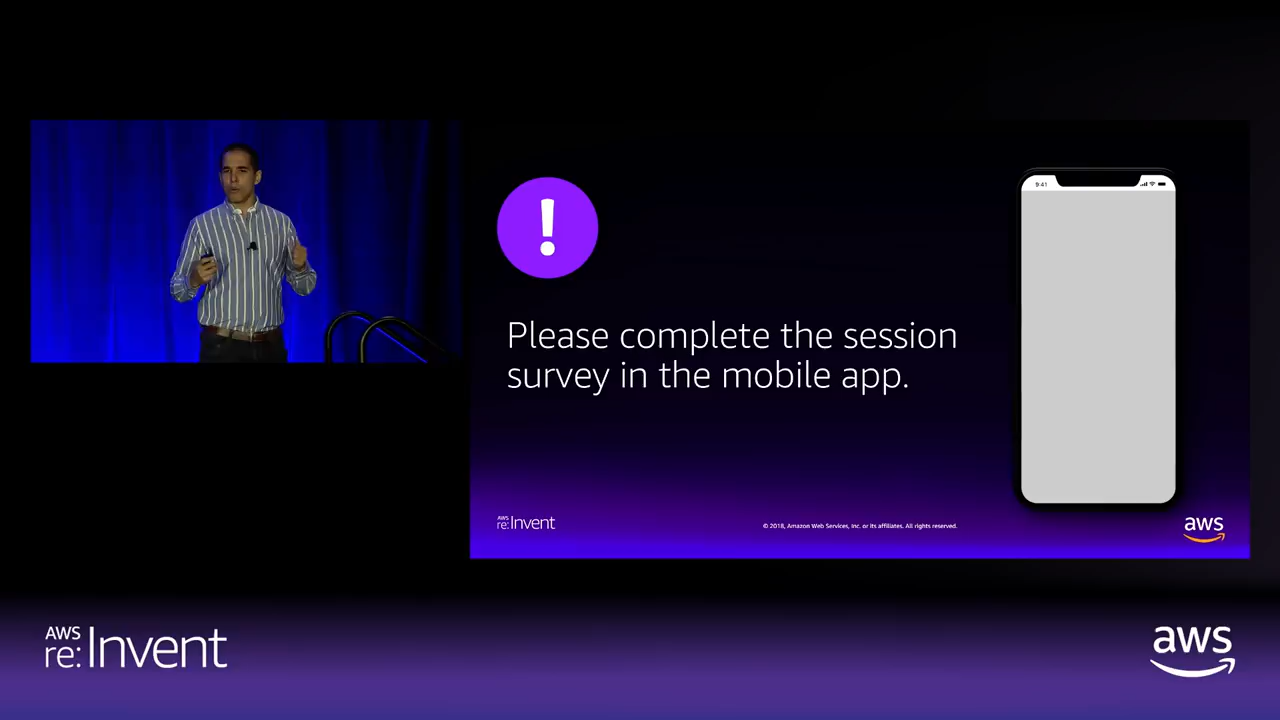 !
9:41
Please complete the session
survey in the mobile app.
AWS
re:Invent
© 2018, Amazon Web Services, Inc. or its affiliates. All rights reserved.
aws
AWS
re:Invent
aws